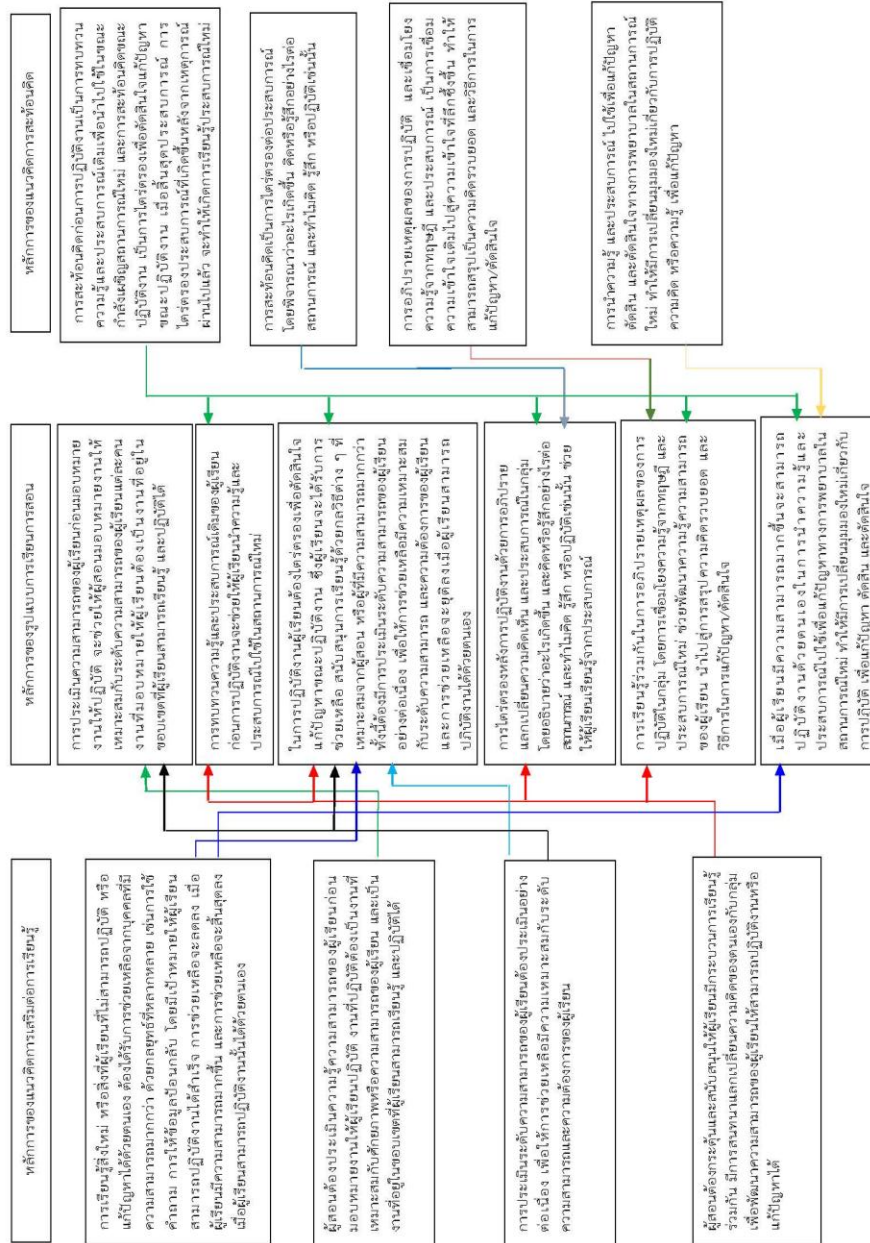 หลักการของแนวคิดการเสริมต่อการเรียนรู้
การเรียนรู้สิ่งใหม่ หรือสิ่งที่ผู้เรียนที่ไม่สามารถปฏิบัติ หรือ
แก้ปัญหาได้ด้วยตนเอง ต้องได้รับการช่วยเหลือจากบุคคลที่มี
ความสามารถมากกว่า ด้วยกลยุทธ์ที่หลากหลาย เช่นการใช้
คำถาม การให้ข้อมูลป้อนกลับ โดยมีเป้าหมายให้ผู้เรียน
สามารถปฏิบัติงานได้สำเร็จ การช่วยเหลือจะลดลง เมื่อ
ผู้เรียนมีความสามารถมากขึ้น และการช่วยเหลือจะสิ้นสุดลง
เมื่อผู้เรียนสามารถปฏิบัติงานนั้นได้ด้วยตนเอง
ผู้สอนต้องประเมินความรู้ความสามารถของผู้เรียนก่อน
มอบหมายงานให้ผู้เรียนปฏิบัติ งานที่ปฏิบัติต้องเป็นงานที่
เหมาะสมกับศักยภาพหรือความสามารถของผู้เรียน และเป็น
งานที่อยู่ในขอบเขตที่ผู้เรียนสามารถเรียนรู้ และปฏิบัติได้
การประเมินระดับความสามารถของผู้เรียนต้องประเมินอย่าง
ต่อเนื่อง เพื่อให้การช่วยเหลือมีความเหมาะสมกับระดับ
ความสามารถและความต้องการของผู้เรียน
ผู้สอนต้องกระตุ้นและสนับสนุนให้ผู้เรียนมีกระบวนการเรียนรู้
ร่วมกัน มีการสนทนาแลกเปลี่ยนความคิดของตนเองกับกลุ่ม
เพื่อพัฒนาความสามารถของผู้เรียนให้สามารถปฏิบัติงานหรือ
แก้ปัญหาได้
หลักการของรูปแบบการเรียนการสอน
การประเมินความสามารถของผู้เรียนก่อนมอบหมาย
งานให้ปฏิบัติ จะช่วยให้ผู้สอนมอบหมายงานให้
เหมาะสมกับระดับความสามารถของผู้เรียนแต่ละคน
งานที่มอบหมายให้ผู้เรียนต้องเป็นงานที่อยู่ใน
ขอบเขตที่ผู้เรียนสามารถเรียนรู้ และปฏิบัติได้
การทบทวนความรู้และประสบการณ์เดิมของผู้เรียน
ก่อนการปฏิบัติงานจะช่วยให้ผู้เรียนนำความรู้และ
ประสบการณ์ไปใช้ในสถานการณ์ใหม่
ในการปฏิบัติงานผู้เรียนต้องไตร่ตรองเพื่อตัดสินใจ
แก้ปัญหาขณะปฏิบัติงาน ซึ่งผู้เรียนจะได้รับการ
ช่วยเหลือ สนับสนุนการเรียนรู้ด้วยกลวิธีต่าง ๆ ที่
เหมาะสมจากผู้สอน หรือผู้ที่มีความสามารถมากกว่า
ทั้งนี้ต้องมีการประเมินระดับความสามารถของผู้เรียน
อย่างต่อเนื่อง เพื่อให้การช่วยเหลือมีความเหมาะสม
กับระดับความสามารถ และความต้องการของผู้เรียน
และการช่วยเหลือจะยุติลงเมื่อผู้เรียนสามารถ
ปฏิบัติงานได้ด้วยตนเอง
การไตร่ตรองหลังการปฏิบัติงานด้วยการอภิปราย
แลกเปลี่ยนความคิดเห็น และประสบการณ์ในกลุ่ม
โดยอธิบายว่าอะไรเกิดขึ้น และคิดหรือรู้สึกอย่างไรต่อ
สถานการณ์ และทำไมคิด รู้สึก หรือปฏิบัติเช่นนั้น ช่วย
ให้ผู้เรียนเรียนรู้จากประสบการณ์
การเรียนรู้ร่วมกันในการอภิปรายเหตุผลของการ
ปฏิบัติในกลุ่ม โดยการเชื่อมโยงความรู้จากทฤษฎี และ
ประสบการณ์ใหม่ ช่วยพัฒนาความรู้ความสามารถ
ของผู้เรียน นำไปสู่การสรุปความคิดรวบยอด และ
วิธีการในการแก้ปัญหา/ตัดสินใจ
เมื่อผู้เรียนมีความสามารถมากขึ้นจะสามารถ
ปฏิบัติงานด้วยตนเองในการนำความรู้และ
ประสบการณ์ไปใช้เพื่อแก้ปัญหาทางการพยาบาลใน
สถานการณ์ใหม่ ทำให้มีการเปลี่ยนมุมมองใหม่เกี่ยวกับ
การปฏิบัติ เพื่อแก้ปัญหา ตัดสิน และตัดสินใจ
หลักการของแนวคิดการสะท้อนคิด
การสะท้อนคิดก่อนการปฏิบัติงานเป็นการทบทวน
ความรู้และประสบการณ์เดิมเพื่อนำไปใช้ในขณะ
กำลังเผชิญสถานการณ์ใหม่ และการสะท้อนคิดขณะ
ปฏิบัติงาน เป็นการไตร่ตรองเพื่อตัดสินใจแก้ปัญหา
ขณะปฏิบัติงาน เมื่อสิ้นสุดประสบการณ์ การ
ไตร่ตรองประสบการณ์ที่เกิดขึ้นหลังจากเหตุการณ์
ผ่านไปแล้ว จะทำให้เกิดการเรียนรู้ประสบการณ์ใหม่
การสะท้อนคิดเป็นการไตร่ตรองต่อประสบการณ์
โดยพิจารณาว่าอะไรเกิดขึ้น คิดหรือรู้สึกอย่างไรต่อ
สถานการณ์ และทำไมคิด รู้สึก หรือปฏิบัติเช่นนั้น
การอภิปรายเหตุผลของการปฏิบัติ และเชื่อมโยง
ความรู้จากทฤษฎี และประสบการณ์ เป็นการเชื่อม
ความเข้าใจเดิมไปสู่ความเข้าใจที่ลึกซึ้งขึ้น ทำให้
สามารถสรุปเป็นความคิดรวบยอด และวิธีการในการ
แก้ปัญหา/ตัดสินใจ
การนำความรู้ และประสบการณ์ ไปใช้เพื่อแก้ปัญหา
ตัดสิน และตัดสินใจทางการพยาบาลในสถานการณ์
ใหม่ ทำให้มีการเปลี่ยนมุมมองใหม่เกี่ยวกับการปฏิบัติ
ความคิด หรือความรู้ เพื่อแก้ปัญหา